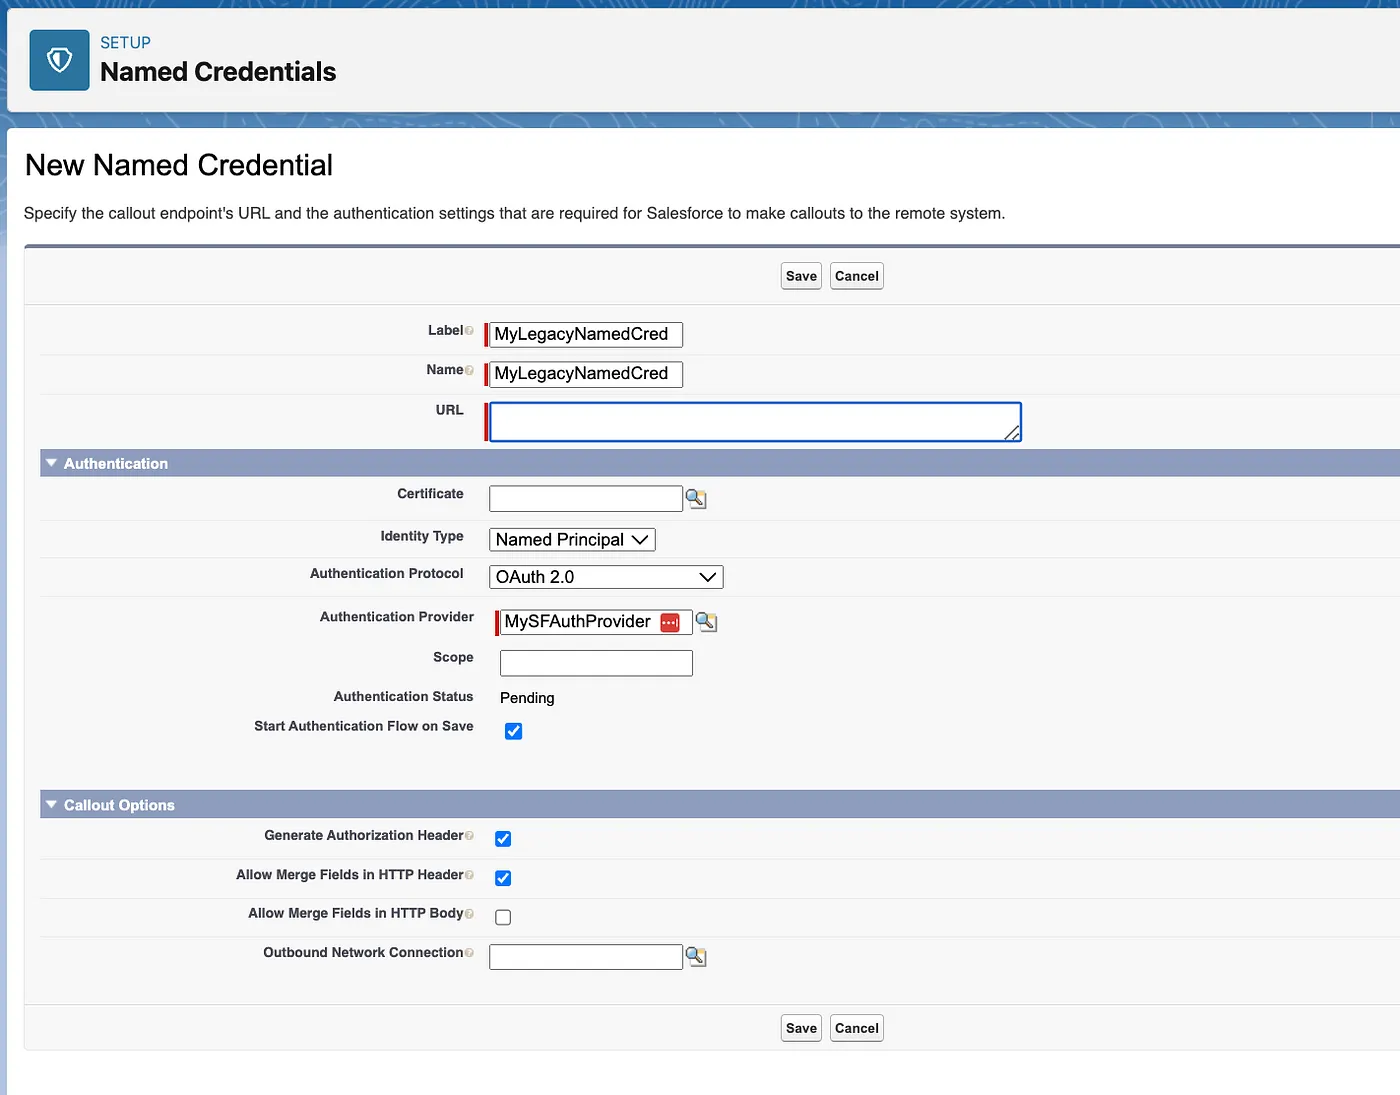 SETUP
Named Credentials
New Named Credential
Specify the callout endpoint's URL and the authentication settings that are required for Salesforce to make callouts to the remote system.
Save Cancel
Label MyLegacyNamedCred
Name MyLegacyNamedCred
URL
Authentication
Certificate
Identity Type Named Principal
Authentication Protocol OAuth 2.0
Authentication Provider MySFAuthProvider
Scope
Authentication Status Pending
Start Authentication Flow on Save
Callout Options
Generate Authorization Header
Allow Merge Fields in HTTP Header
Allow Merge Fields in HTTP Body
Outbound Network Connection
Save Cancel